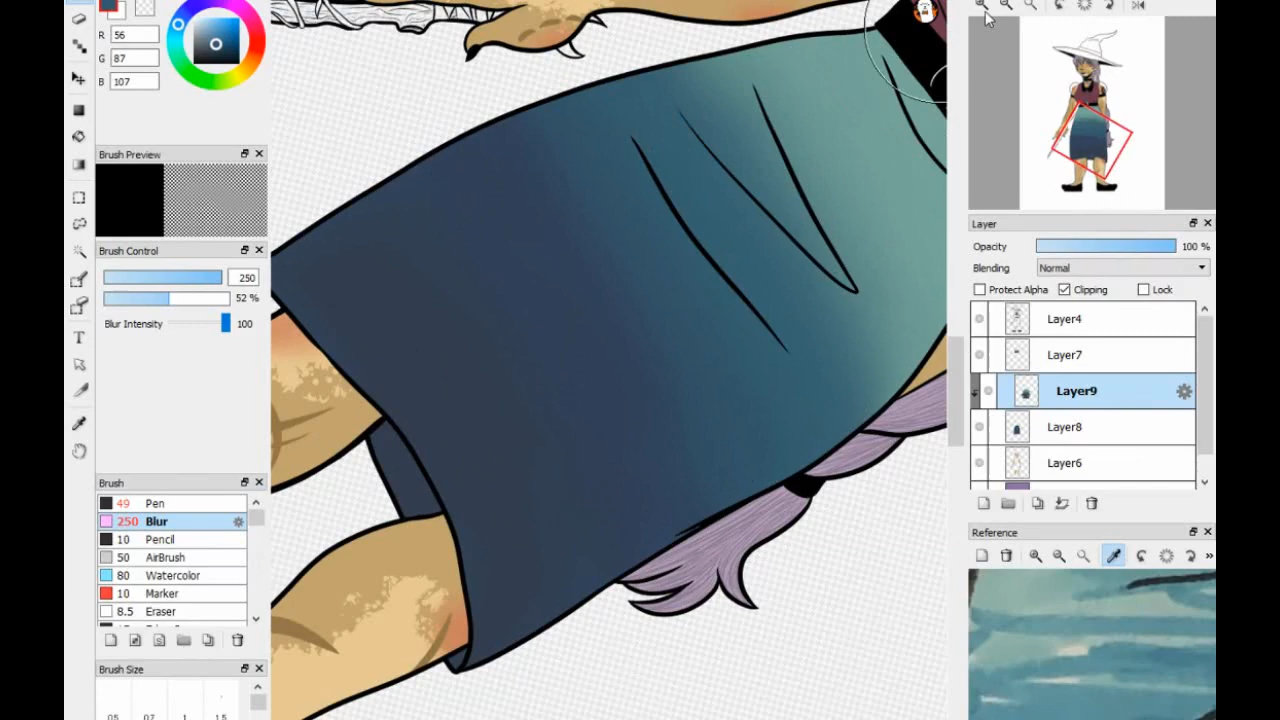 R 56
G 87
B 107
Brush Preview
Brush Control
250
52 %
Blur Intensity 100
Brush
49 Pen
250 Blur
10 Pencil
50 AirBrush
80 Watercolor
10 Marker
8.5 Eraser
Brush Size
Layer
Opacity 100 %
Blending Normal
Protect Alpha Clipping Lock
Layer4
Layer7
Layer9
Layer8
Layer6
Reference
»